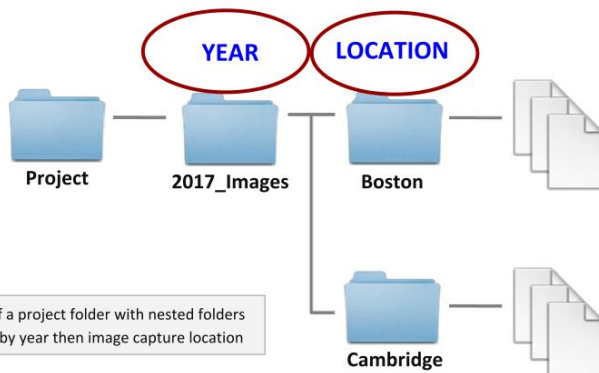 YEAR
LOCATION
Project
2017_Images
Boston
f a project folder with nested folders
by year then image capture location
Cambridge